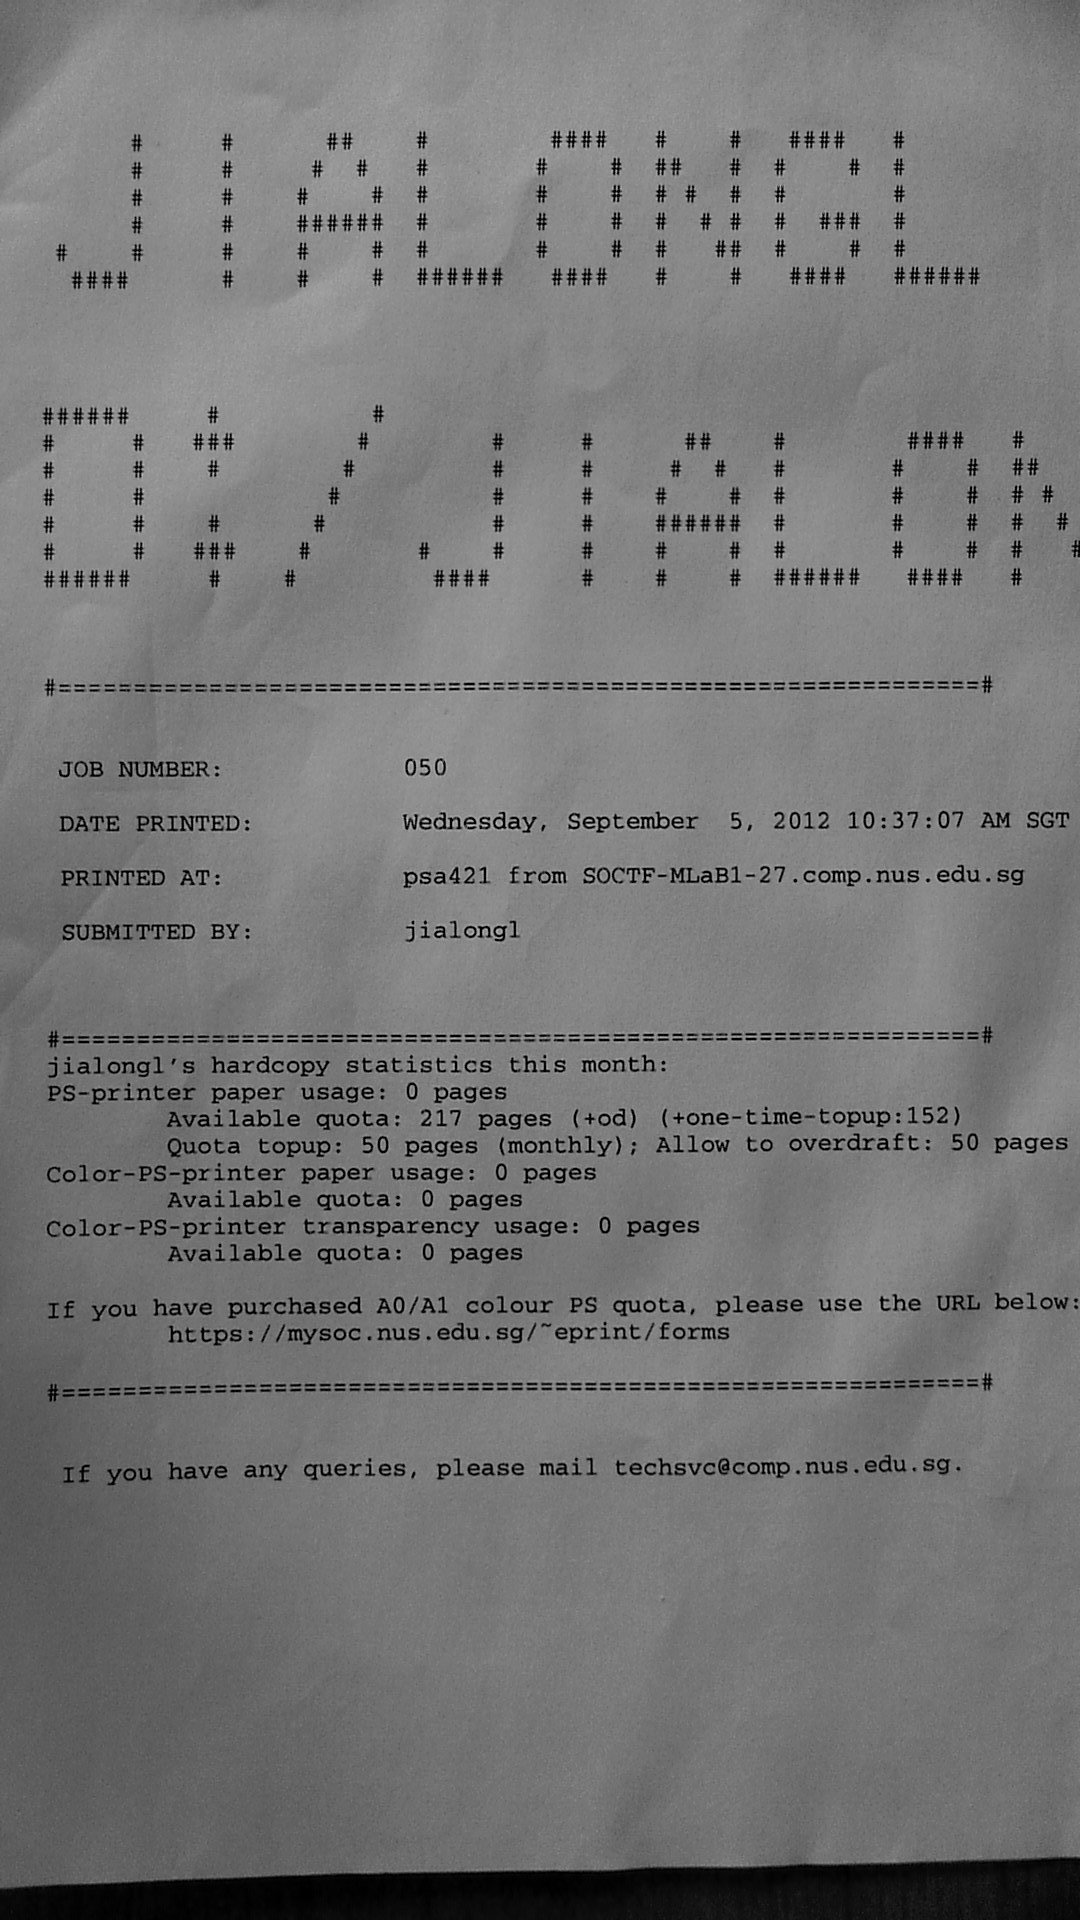 JIALONGL
D:/JIALON
#==============================================================#
JOB NUMBER: 050
DATE PRINTED: Wednesday, September  5, 2012 10:37:07 AM SGT
PRINTED AT: psa421 from SOCTF-MLaB1-27.comp.nus.edu.sg
SUBMITTED BY: jialongl
#==============================================================#
jialongl's hardcopy statistics this month:
PS-printer paper usage: 0 pages
Available quota: 217 pages (+od) (+one-time-topup:152)
Quota topup: 50 pages (monthly); Allow to overdraft: 50 pages
Color-PS-printer paper usage: 0 pages
Available quota: 0 pages
Color-PS-printer transparency usage: 0 pages
Available quota: 0 pages
If you have purchased A0/A1 colour PS quota, please use the URL below:
https://mysoc.nus.edu.sg/~eprint/forms
#==============================================================#
If you have any queries, please mail techsvc@comp.nus.edu.sg.